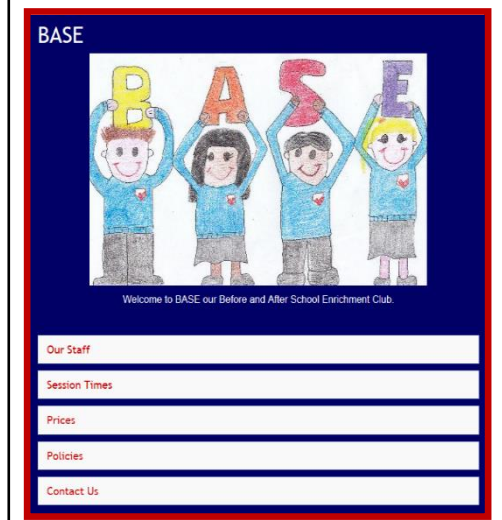 BASE
B A S E
Welcome to BASE our Before and After School Enrichment Club.
Our Staff
Session Times
Prices
Policies
Contact Us